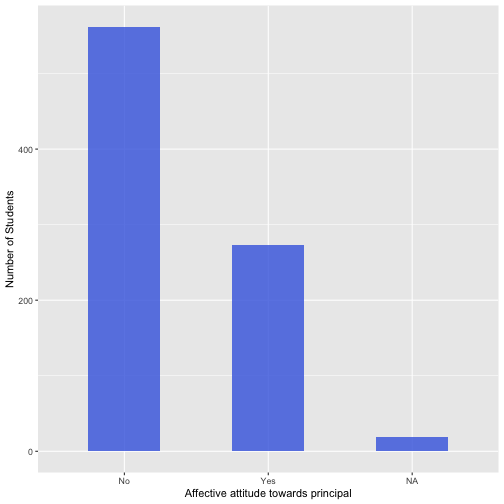 Number of Students
400
200
0
No Yes NA
Affective attitude towards principal